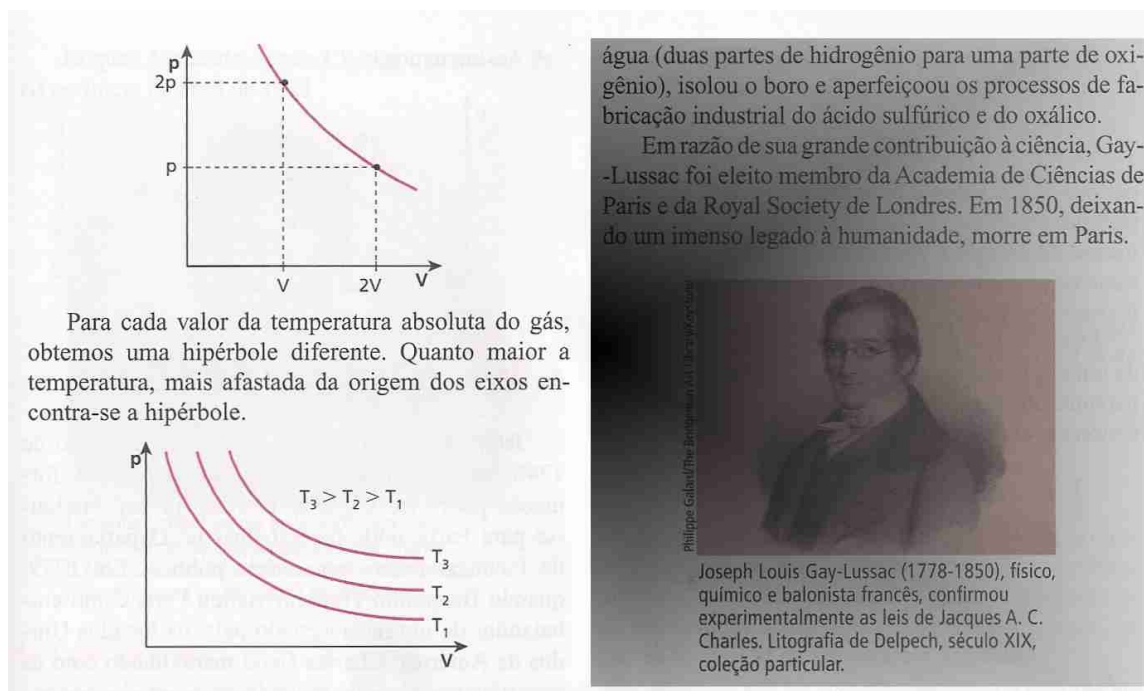 p
2p
p
V
2V
V
Para cada valor da temperatura absoluta do gás,
obtemos uma hipérbole diferente. Quanto maior a
temperatura, mais afastada da origem dos eixos en-
contra-se a hipérbole.
p
T3 > T2 > T1
T3
T2
T1
V
água (duas partes de hidrogênio para uma parte de oxi-
gênio), isolou o boro e aperfeiçoou os processos de fa-
bricação industrial do ácido sulfúrico e do oxálico.
Em razão de sua grande contribuição à ciência, Gay-
-Lussac foi eleito membro da Academia de Ciências de
Paris e da Royal Society de Londres. Em 1850, deixan-
do um imenso legado à humanidade, morre em Paris.
Philippe Galard/The Bridgeman Art Library/Keystone
Joseph Louis Gay-Lussac (1778-1850), físico,
químico e balonista francês, confirmou
experimentalmente as leis de Jacques A. C.
Charles. Litografia de Delpech, século XIX,
coleção particular.